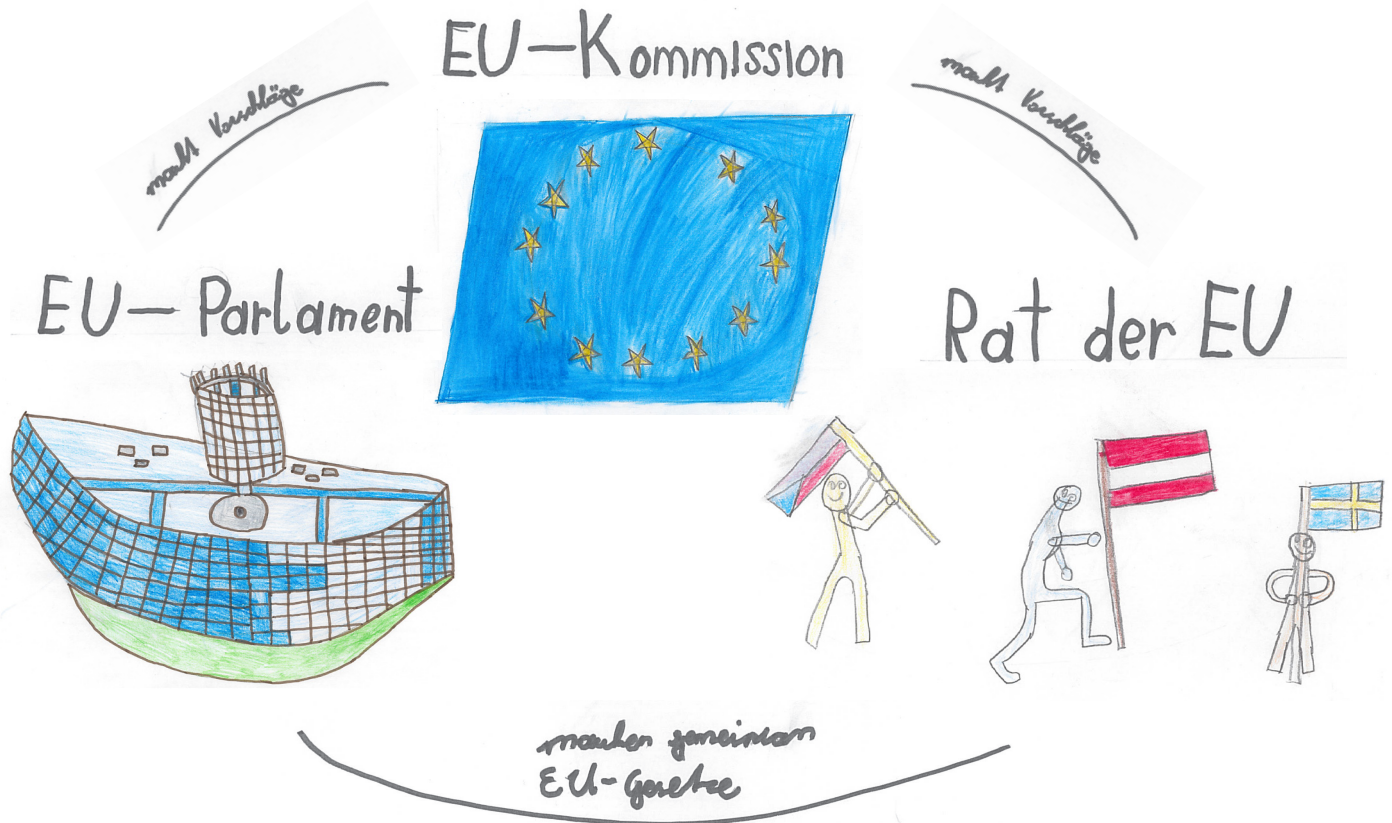 EU-Kommission
macht Vorschläge
macht Vorschläge
EU- Parlament
Rat der EU
machen gemeinsam
EU-Gesetze